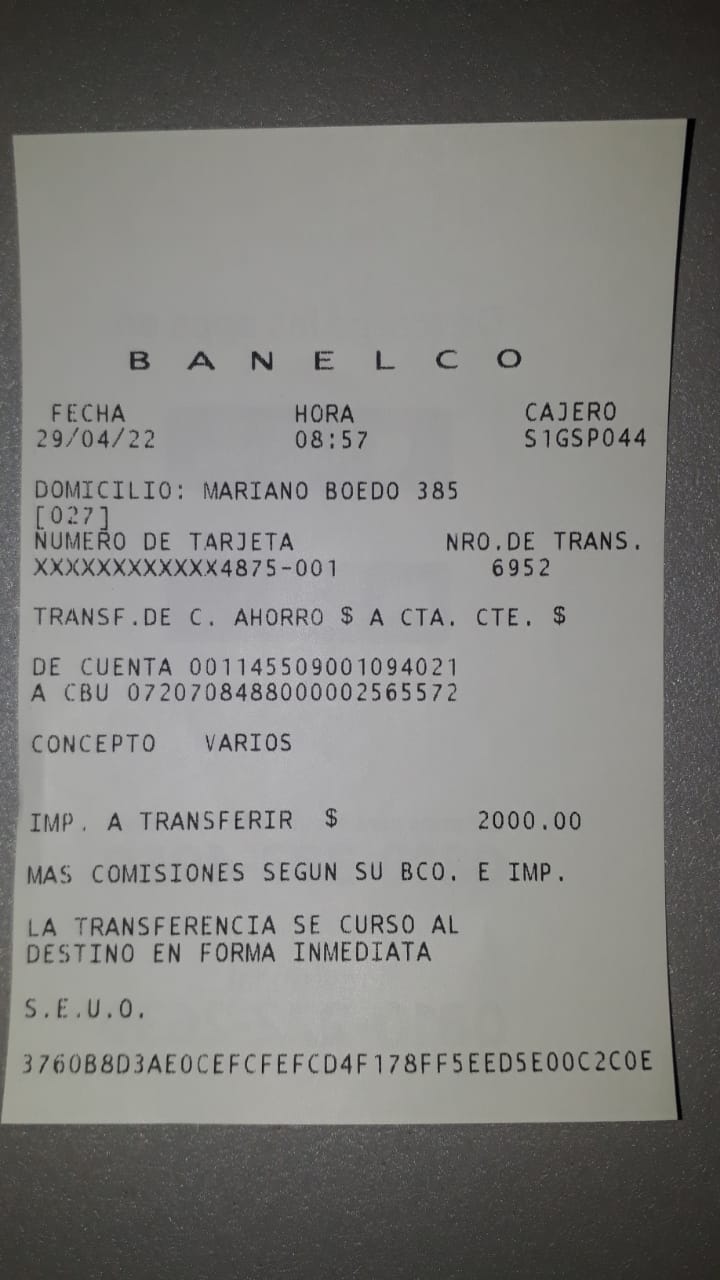 B A N E L C O
FECHA HORA CAJERO
29/04/22 08:57 S1GSP044
DOMICILIO: MARIANO BOEDO 385
[027]
NUMERO DE TARJETA NRO.DE TRANS.
XXXXXXXXXXXX4875-001 6952
TRANSF.DE C. AHORRO $ A CTA. CTE. $
DE CUENTA 001145509001094021
A CBU 0720708488000002565572
CONCEPTO VARIOS
IMP. A TRANSFERIR $ 2000.00
MAS COMISIONES SEGUN SU BCO. E IMP.
LA TRANSFERENCIA SE CURSO AL
DESTINO EN FORMA INMEDIATA
S.E.U.O.
3760B8D3AE0CEFCFEFCD4F178FF5EED5E00C2C0E